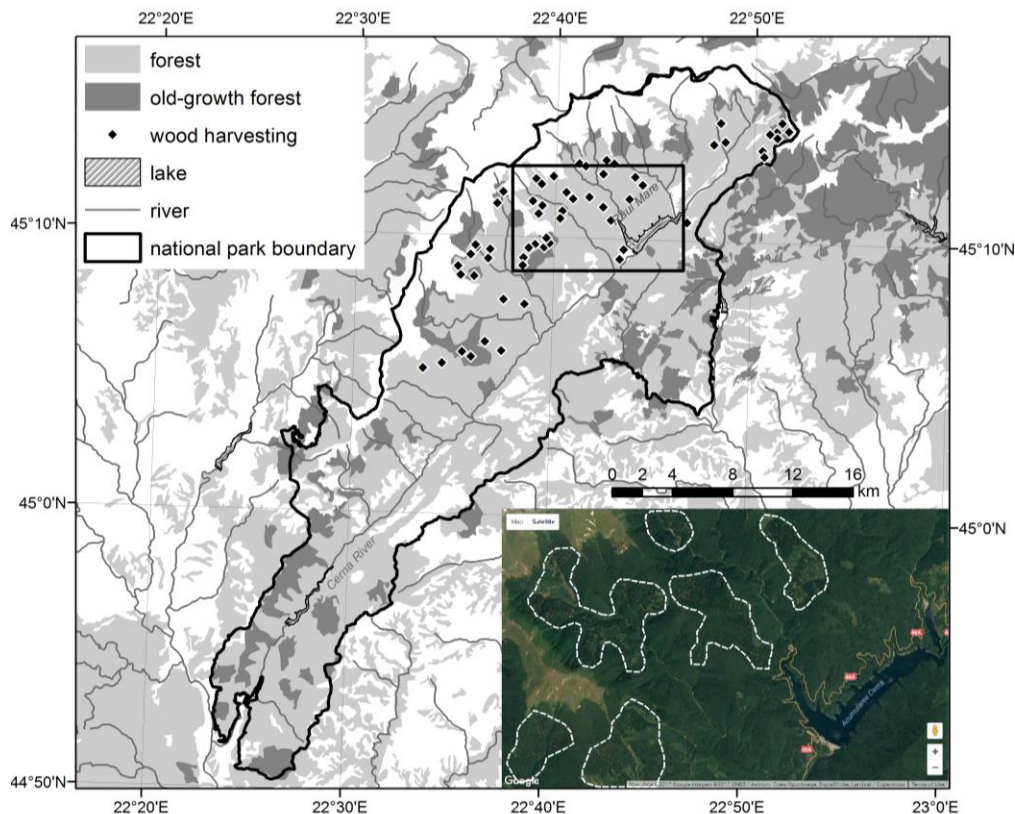 22°20'E 22°30'E 22°40'E 22°50'E
forest
old-growth forest
wood harvesting
lake
river
national park boundary
45°10'N
45°10'N
Mare
0 2 4 8 12 16
km
45°0'N
45°0'N
Map Satellite
Cerna River
Google
44°50'N
22°20'E 22°30'E 22°40'E 22°50'E 23°0'E